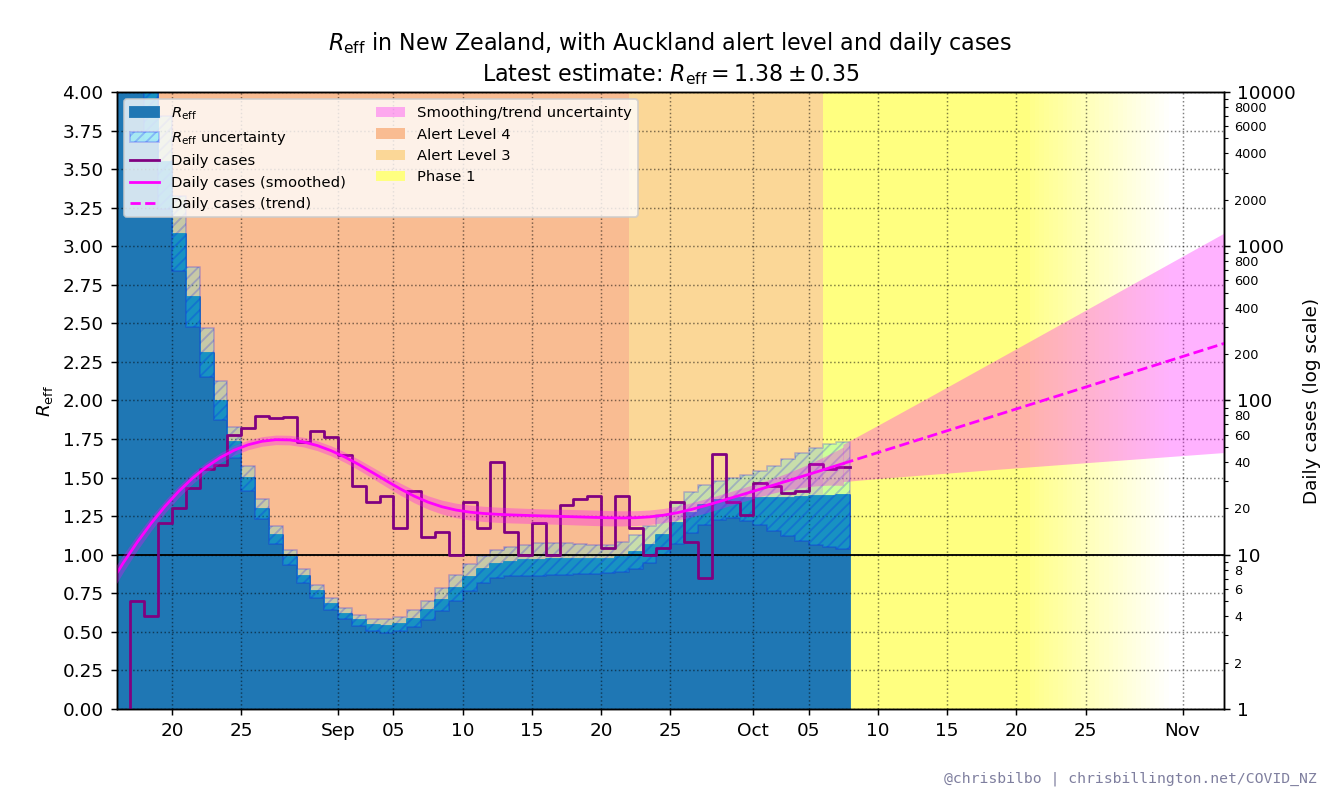 Reff in New Zealand, with Auckland alert level and daily cases
Latest estimate: Reff = 1.38 ± 0.35
Reff
Reff uncertainty
Daily cases
Daily cases (smoothed)
Daily cases (trend)
Smoothing/trend uncertainty
Alert Level 4
Alert Level 3
Phase 1
Reff
4.00
3.75
3.50
3.25
3.00
2.75
2.50
2.25
2.00
1.75
1.50
1.25
1.00
0.75
0.50
0.25
0.00
20 25 Sep 05 10 15 20 25 Oct 05 10 15 20 25 Nov
10000
8000
6000
4000
2000
1000
800
600
400
200
100
80
60
40
20
10
8
6
4
2
1
Daily cases (log scale)
@chrisbilbo | chrisbillington.net/COVID_NZ